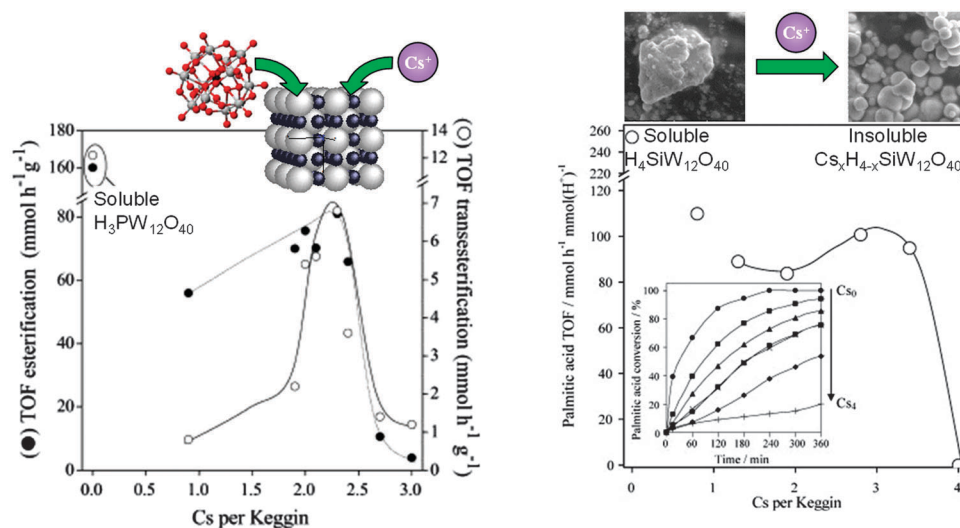 Cs⁺
(●) TOF esterification (mmol h⁻¹ g⁻¹)
180
160
80
60
40
20
0
Soluble
H₃PW₁₂O₄₀
14
12
7
6
5
4
3
2
1
0
(○) TOF transesterification (mmol h⁻¹ g⁻¹)
0.0 0.5 1.0 1.5 2.0 2.5 3.0
Cs per Keggin
Cs⁺
Soluble
H₄SiW₁₂O₄₀
Insoluble
CsₓH₄₋ₓSiW₁₂O₄₀
Palmitic acid TOF / mmol h⁻¹ mmol(H⁺)⁻¹
260
240
220
100
80
60
40
20
0
Palmitic acid conversion / %
100
80
60
40
20
0
Cs₀
Cs₄
0 60 120 180 240 300 360
Time / min
0 1 2 3 4
Cs per Keggin